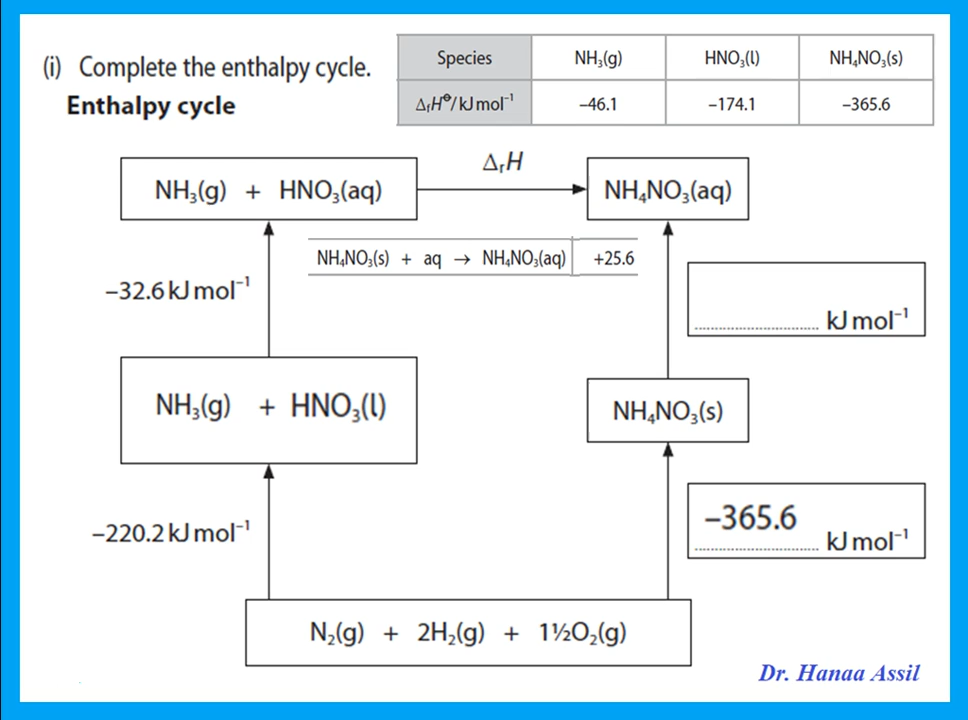 (i) Complete the enthalpy cycle.
Enthalpy cycle
Species NH₃(g) HNO₃(l) NH₄NO₃(s)
ΔfH⦵/kJ mol⁻¹ –46.1 –174.1 –365.6
ΔrH
NH₃(g) + HNO₃(aq) NH₄NO₃(aq)
NH₄NO₃(s) + aq → NH₄NO₃(aq) +25.6
–32.6 kJ mol⁻¹
.............................. kJ mol⁻¹
NH₃(g) + HNO₃(l) NH₄NO₃(s)
–220.2 kJ mol⁻¹
–365.6
.............................. kJ mol⁻¹
N₂(g) + 2H₂(g) + 1½O₂(g)
Dr. Hanaa Assil